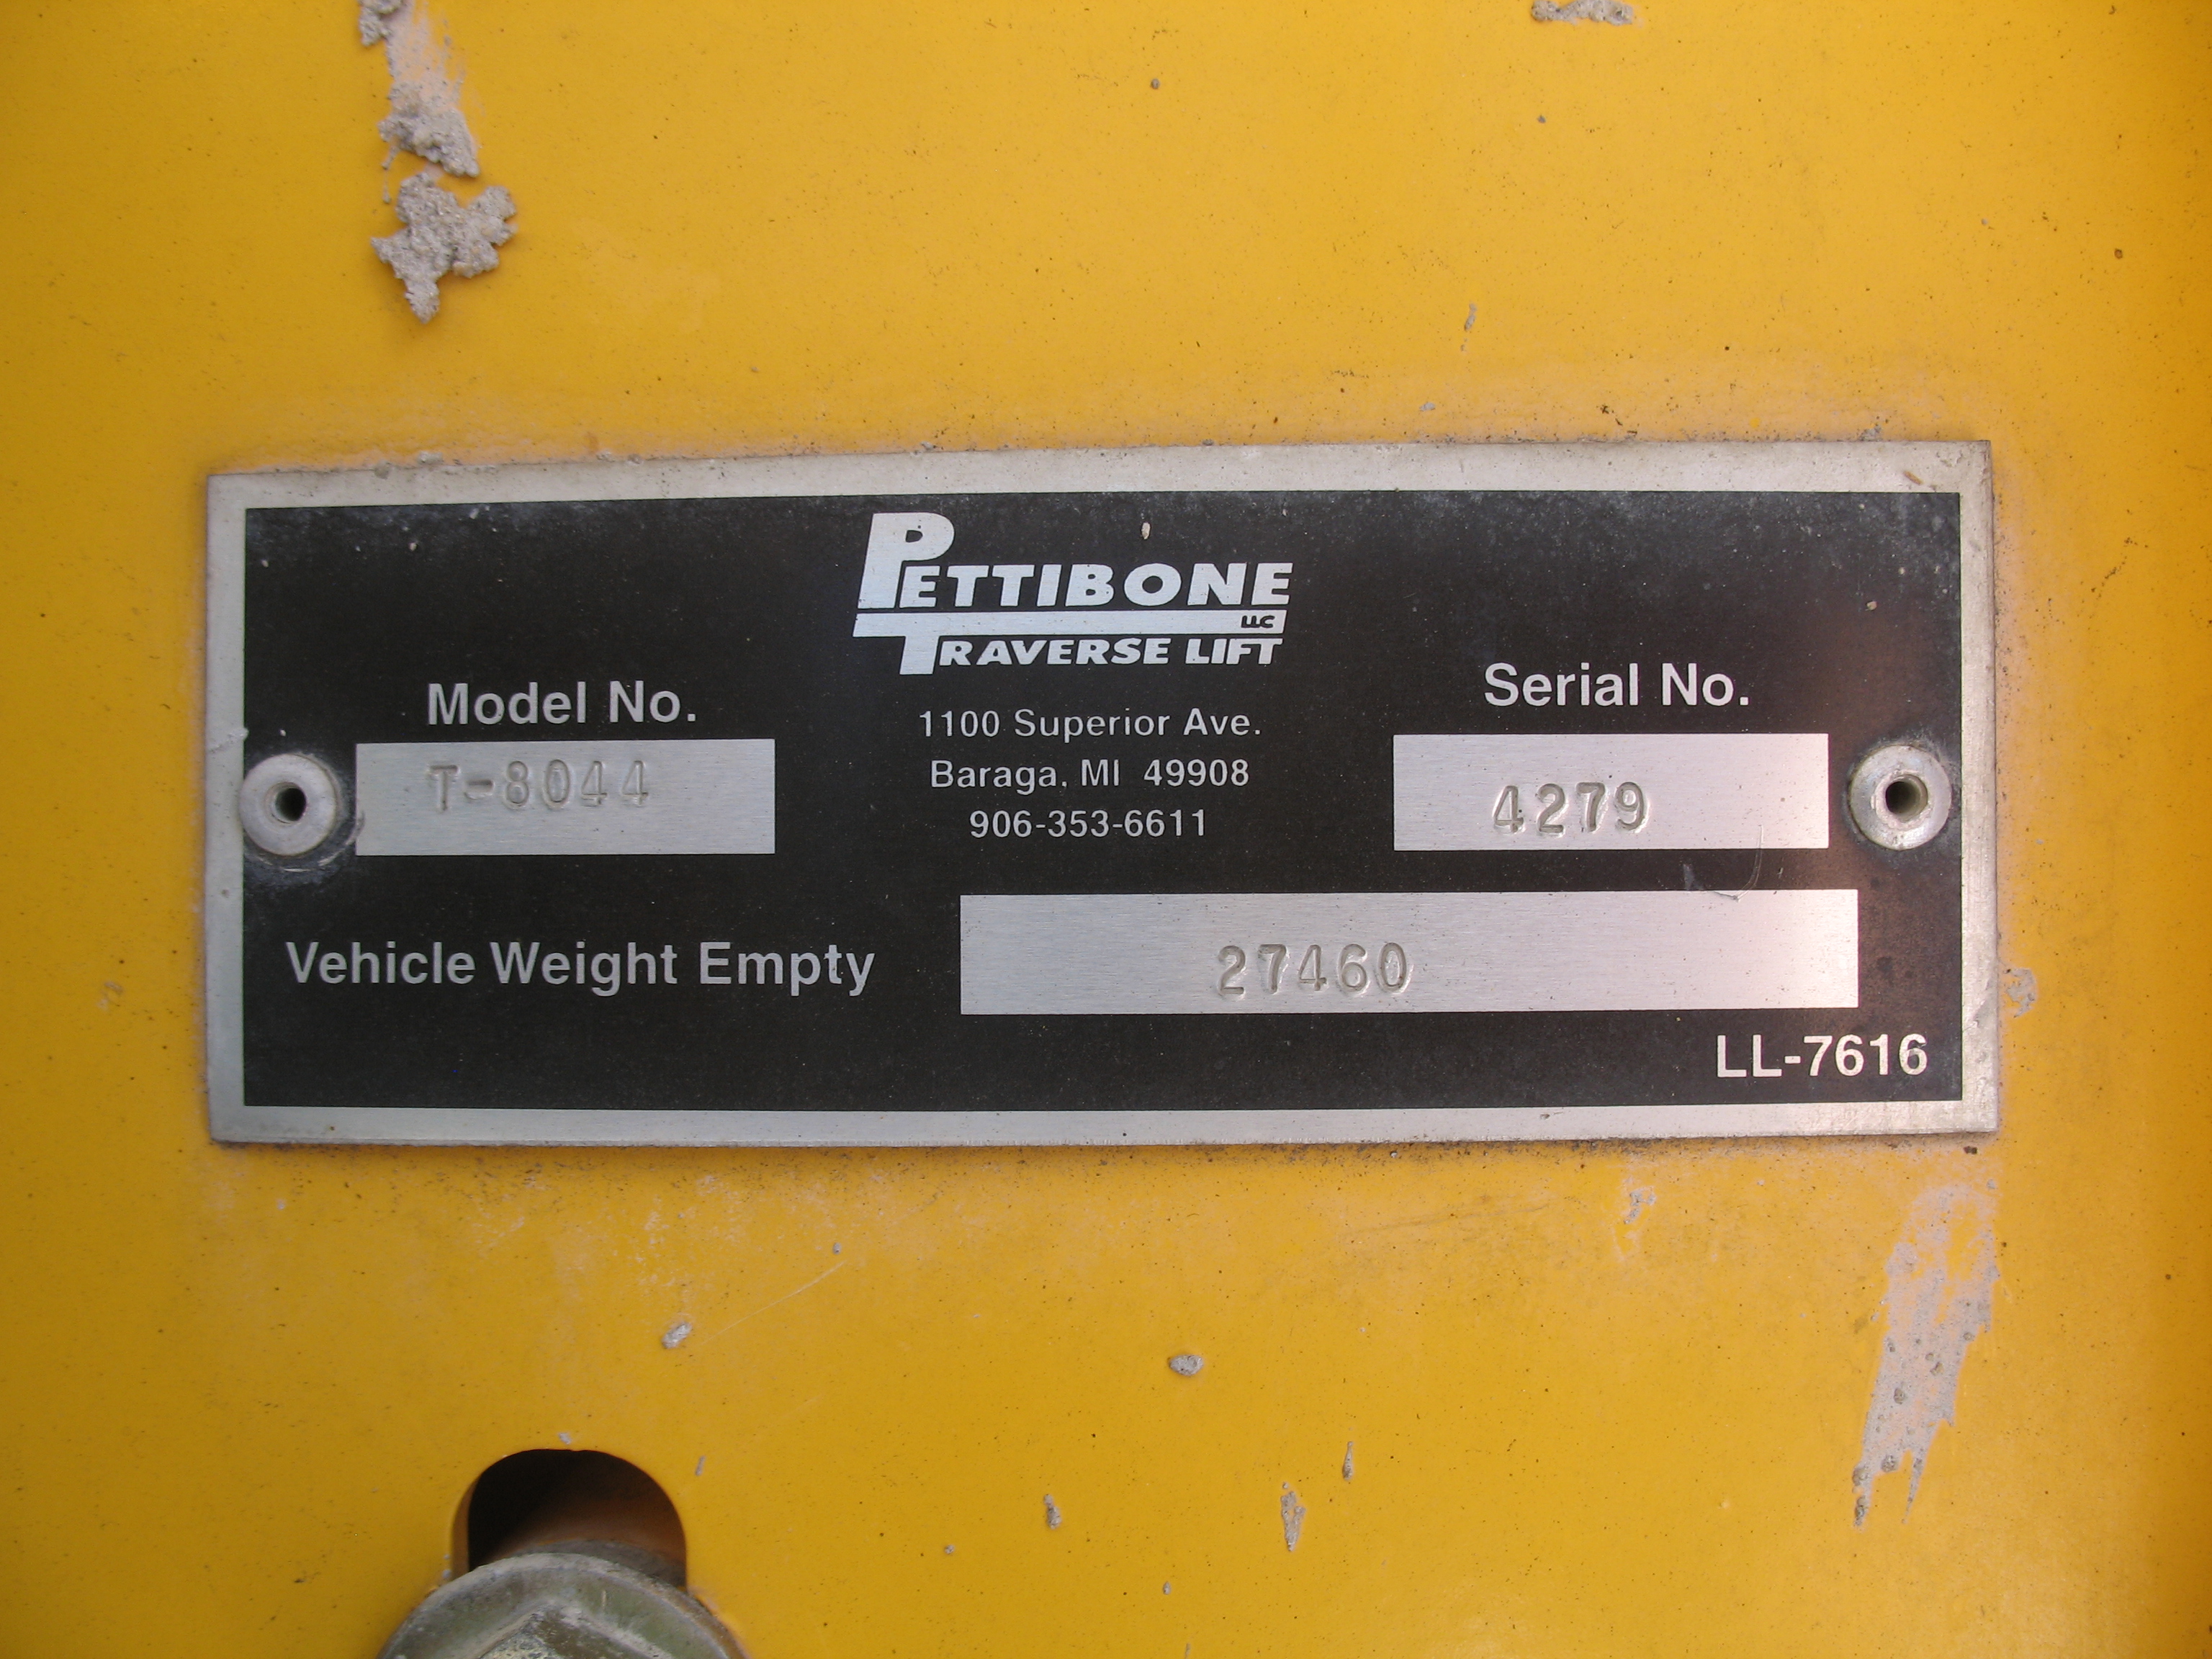 PETTIBONE
LLC
TRAVERSE LIFT
1100 Superior Ave.
Baraga, MI 49908
906-353-6611
Model No.
T-8044
Serial No.
4279
Vehicle Weight Empty
27460
LL-7616